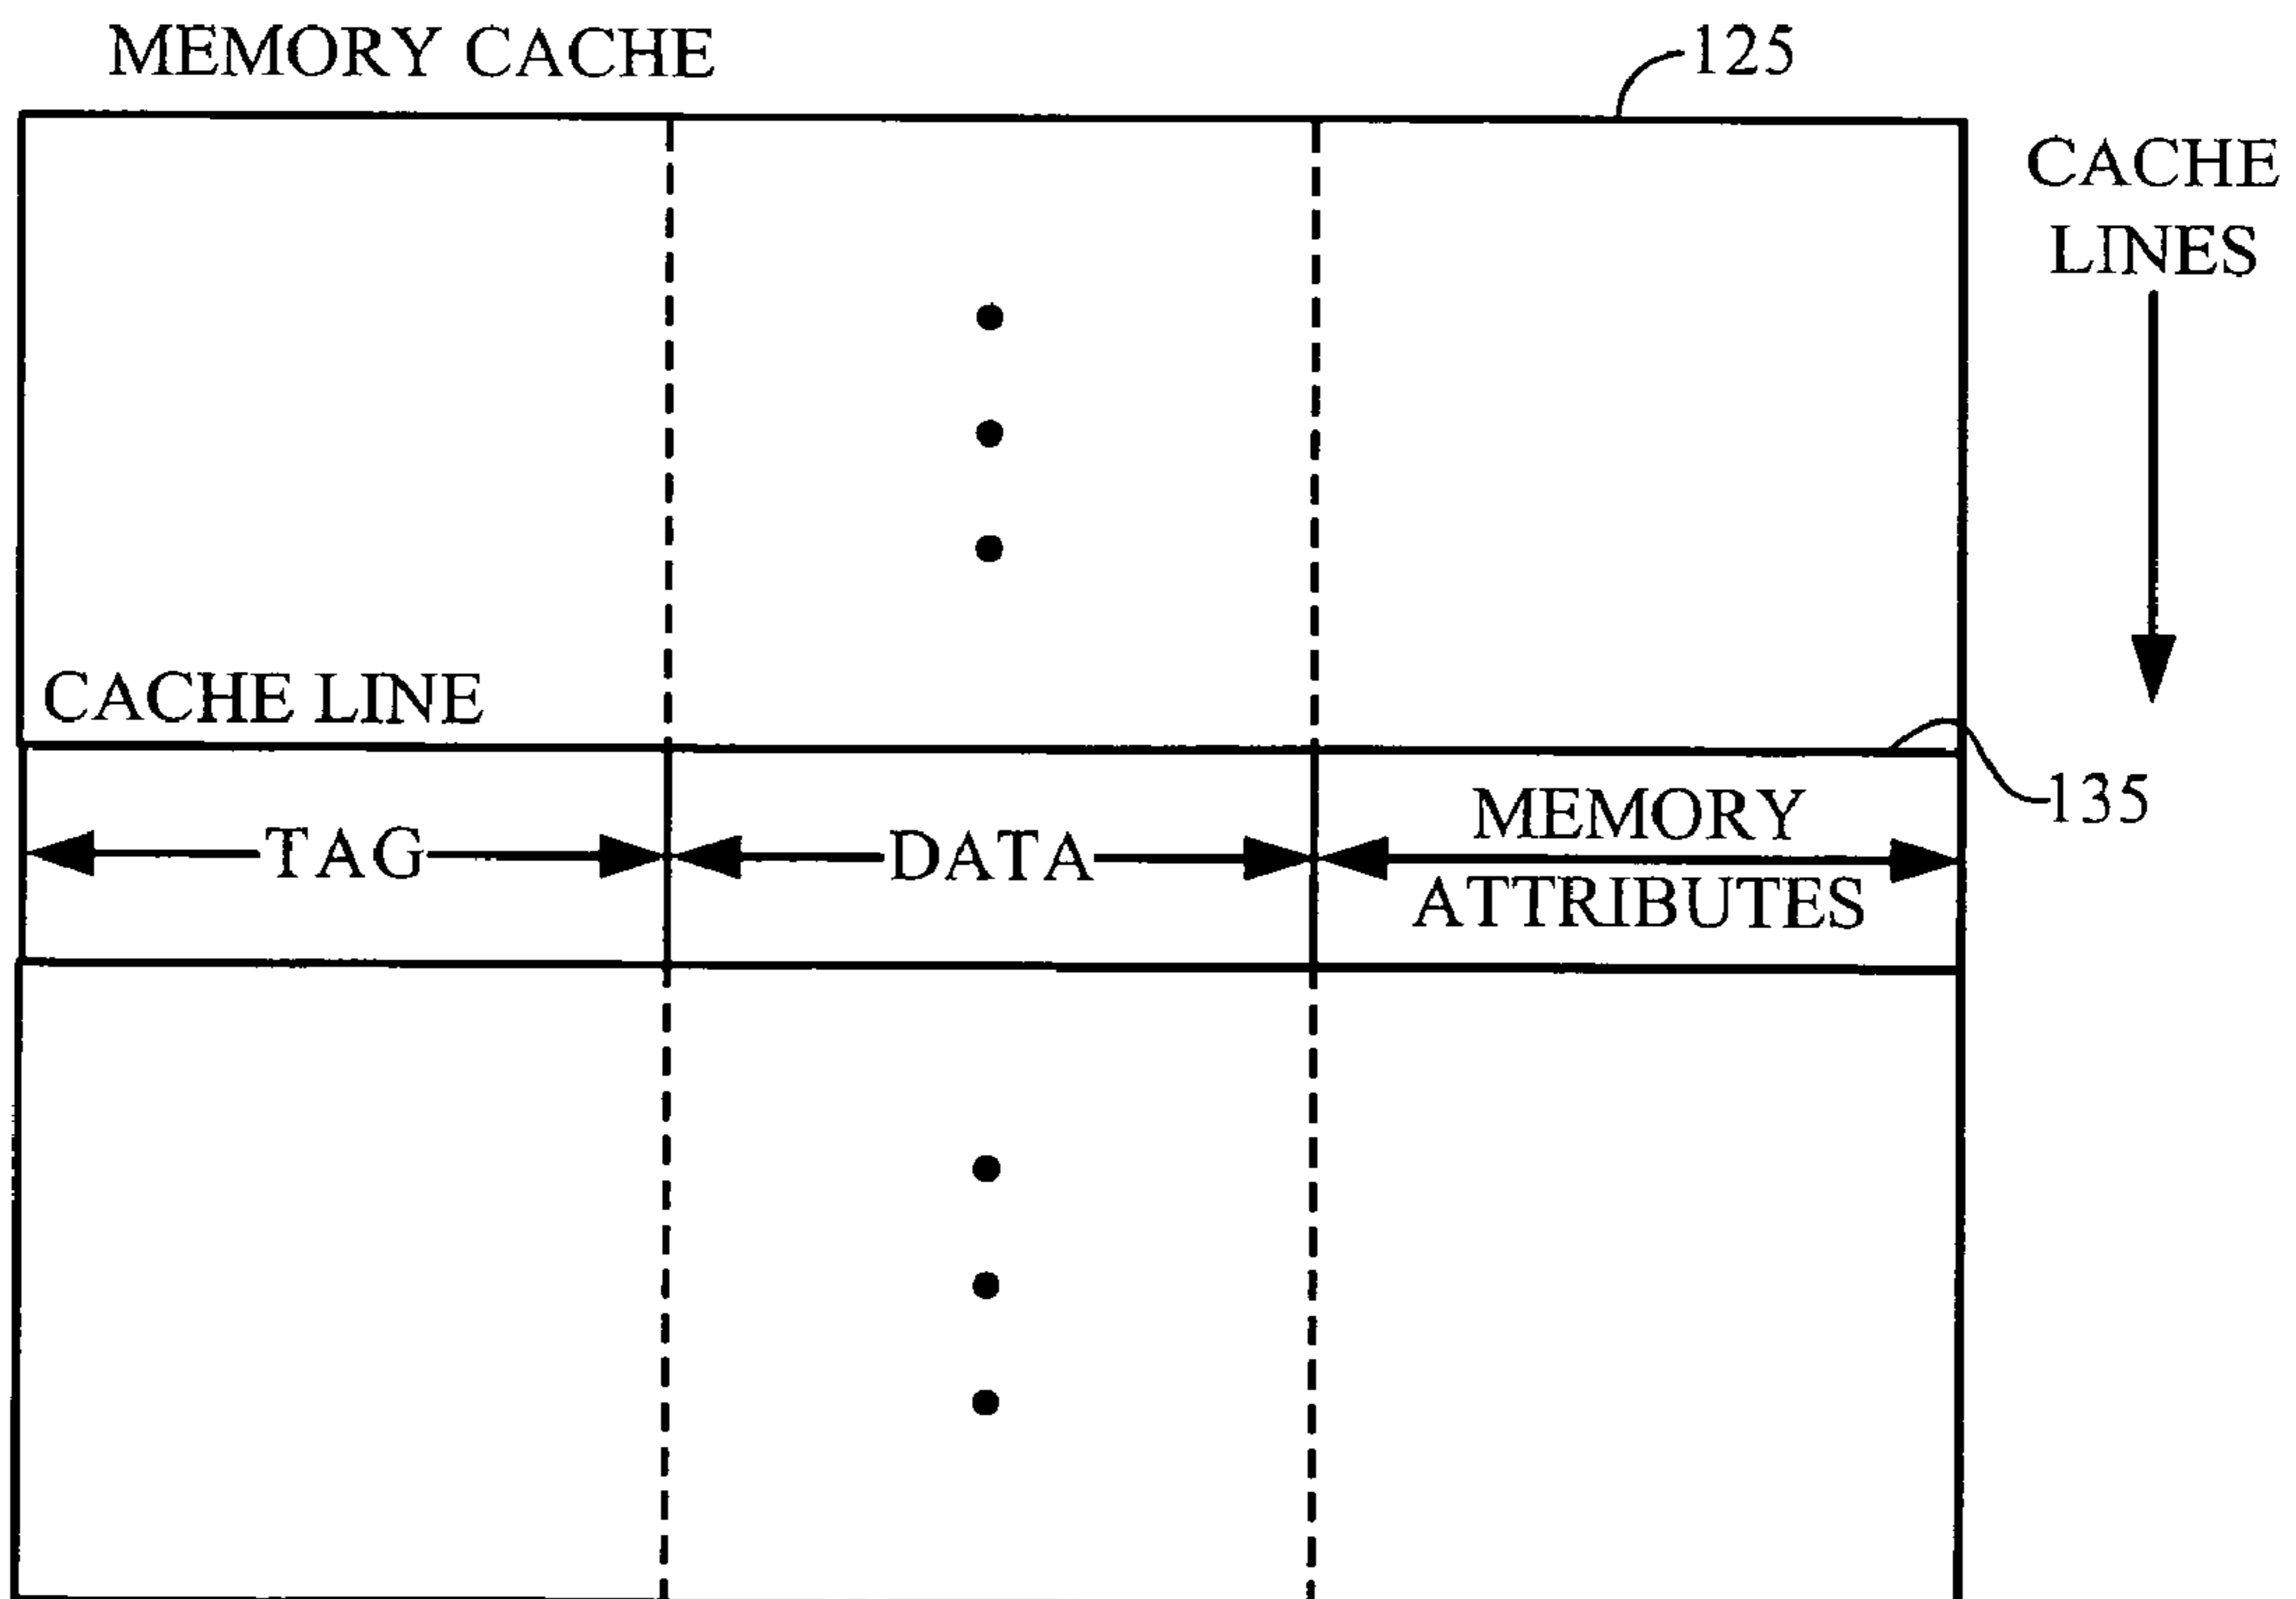 MEMORY CACHE
125
CACHE
LINES
CACHE LINE
135
TAG
DATA
MEMORY
ATTRIBUTES